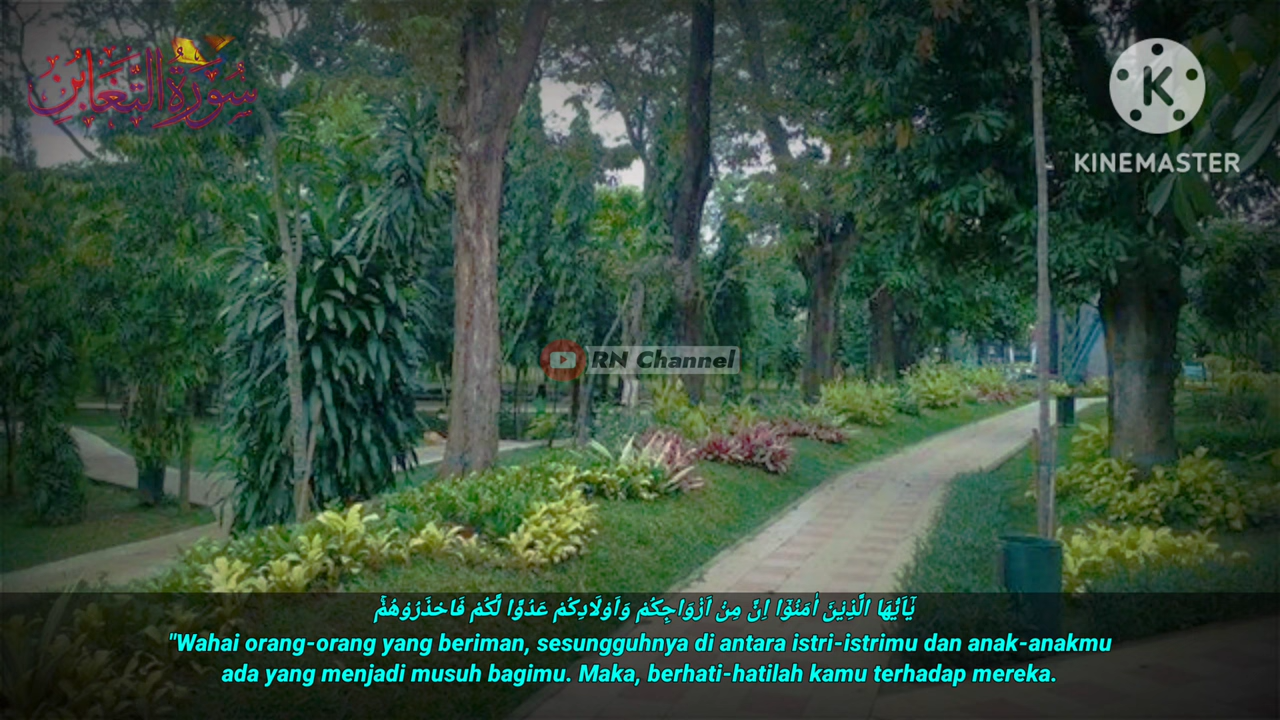 سُوْرَةُ التَّغَابُنِ
KINEMASTER
RN Channel
يٰٓاَيُّهَا الَّذِيْنَ اٰمَنُوْٓا اِنَّ مِنْ اَزْوَاجِكُمْ وَاَوْلَادِكُمْ عَدُوًّا لَّكُمْ فَاحْذَرُوْهُمْۚ
"Wahai orang-orang yang beriman, sesungguhnya di antara istri-istrimu dan anak-anakmu
ada yang menjadi musuh bagimu. Maka, berhati-hatilah kamu terhadap mereka.